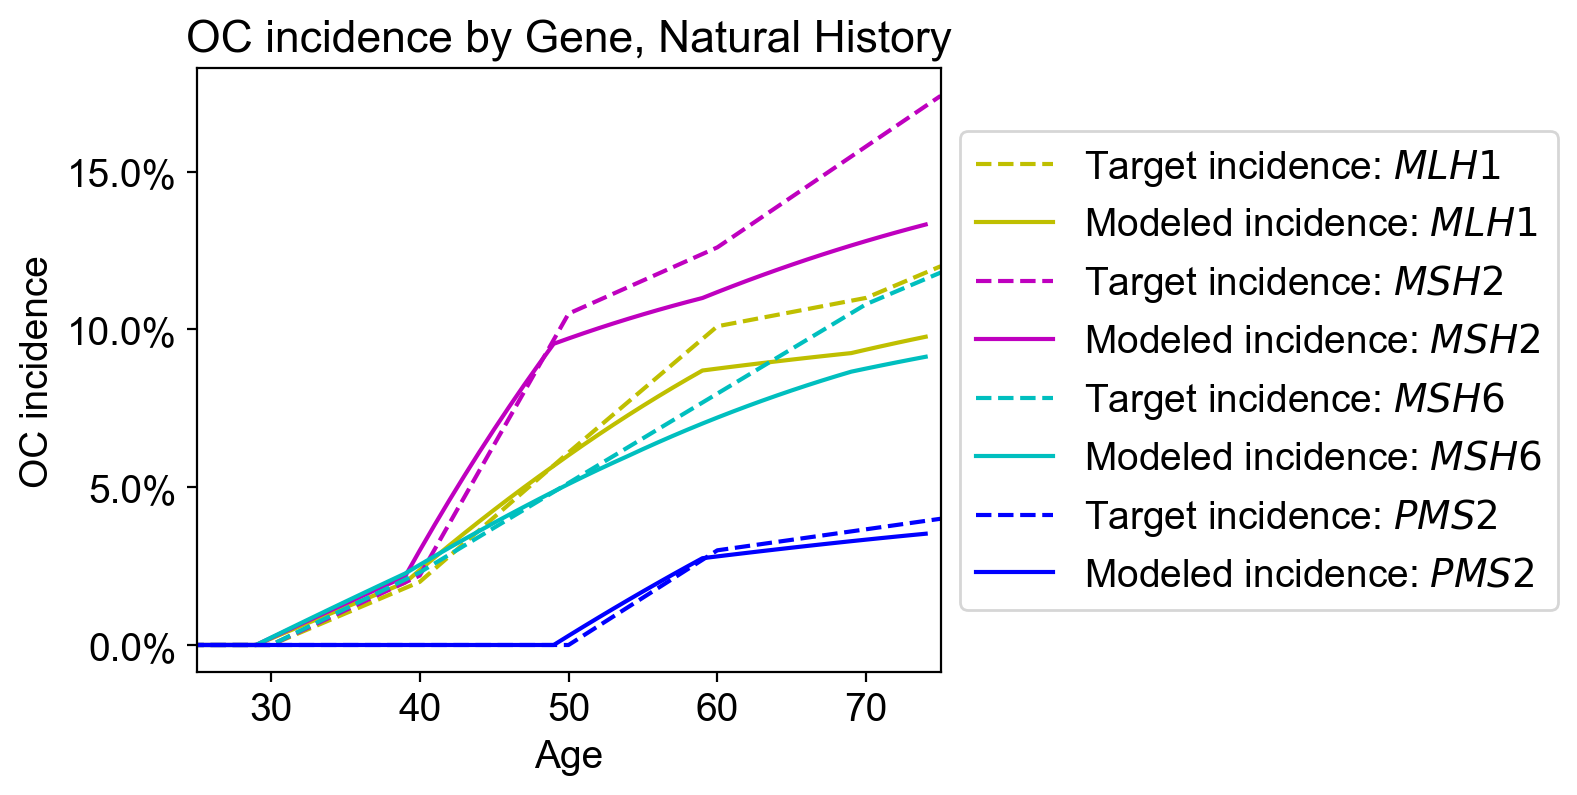 OC incidence by Gene, Natural History
OC incidence
15.0%
10.0%
5.0%
0.0%
30 40 50 60 70
Age
Target incidence: MLH1
Modeled incidence: MLH1
Target incidence: MSH2
Modeled incidence: MSH2
Target incidence: MSH6
Modeled incidence: MSH6
Target incidence: PMS2
Modeled incidence: PMS2